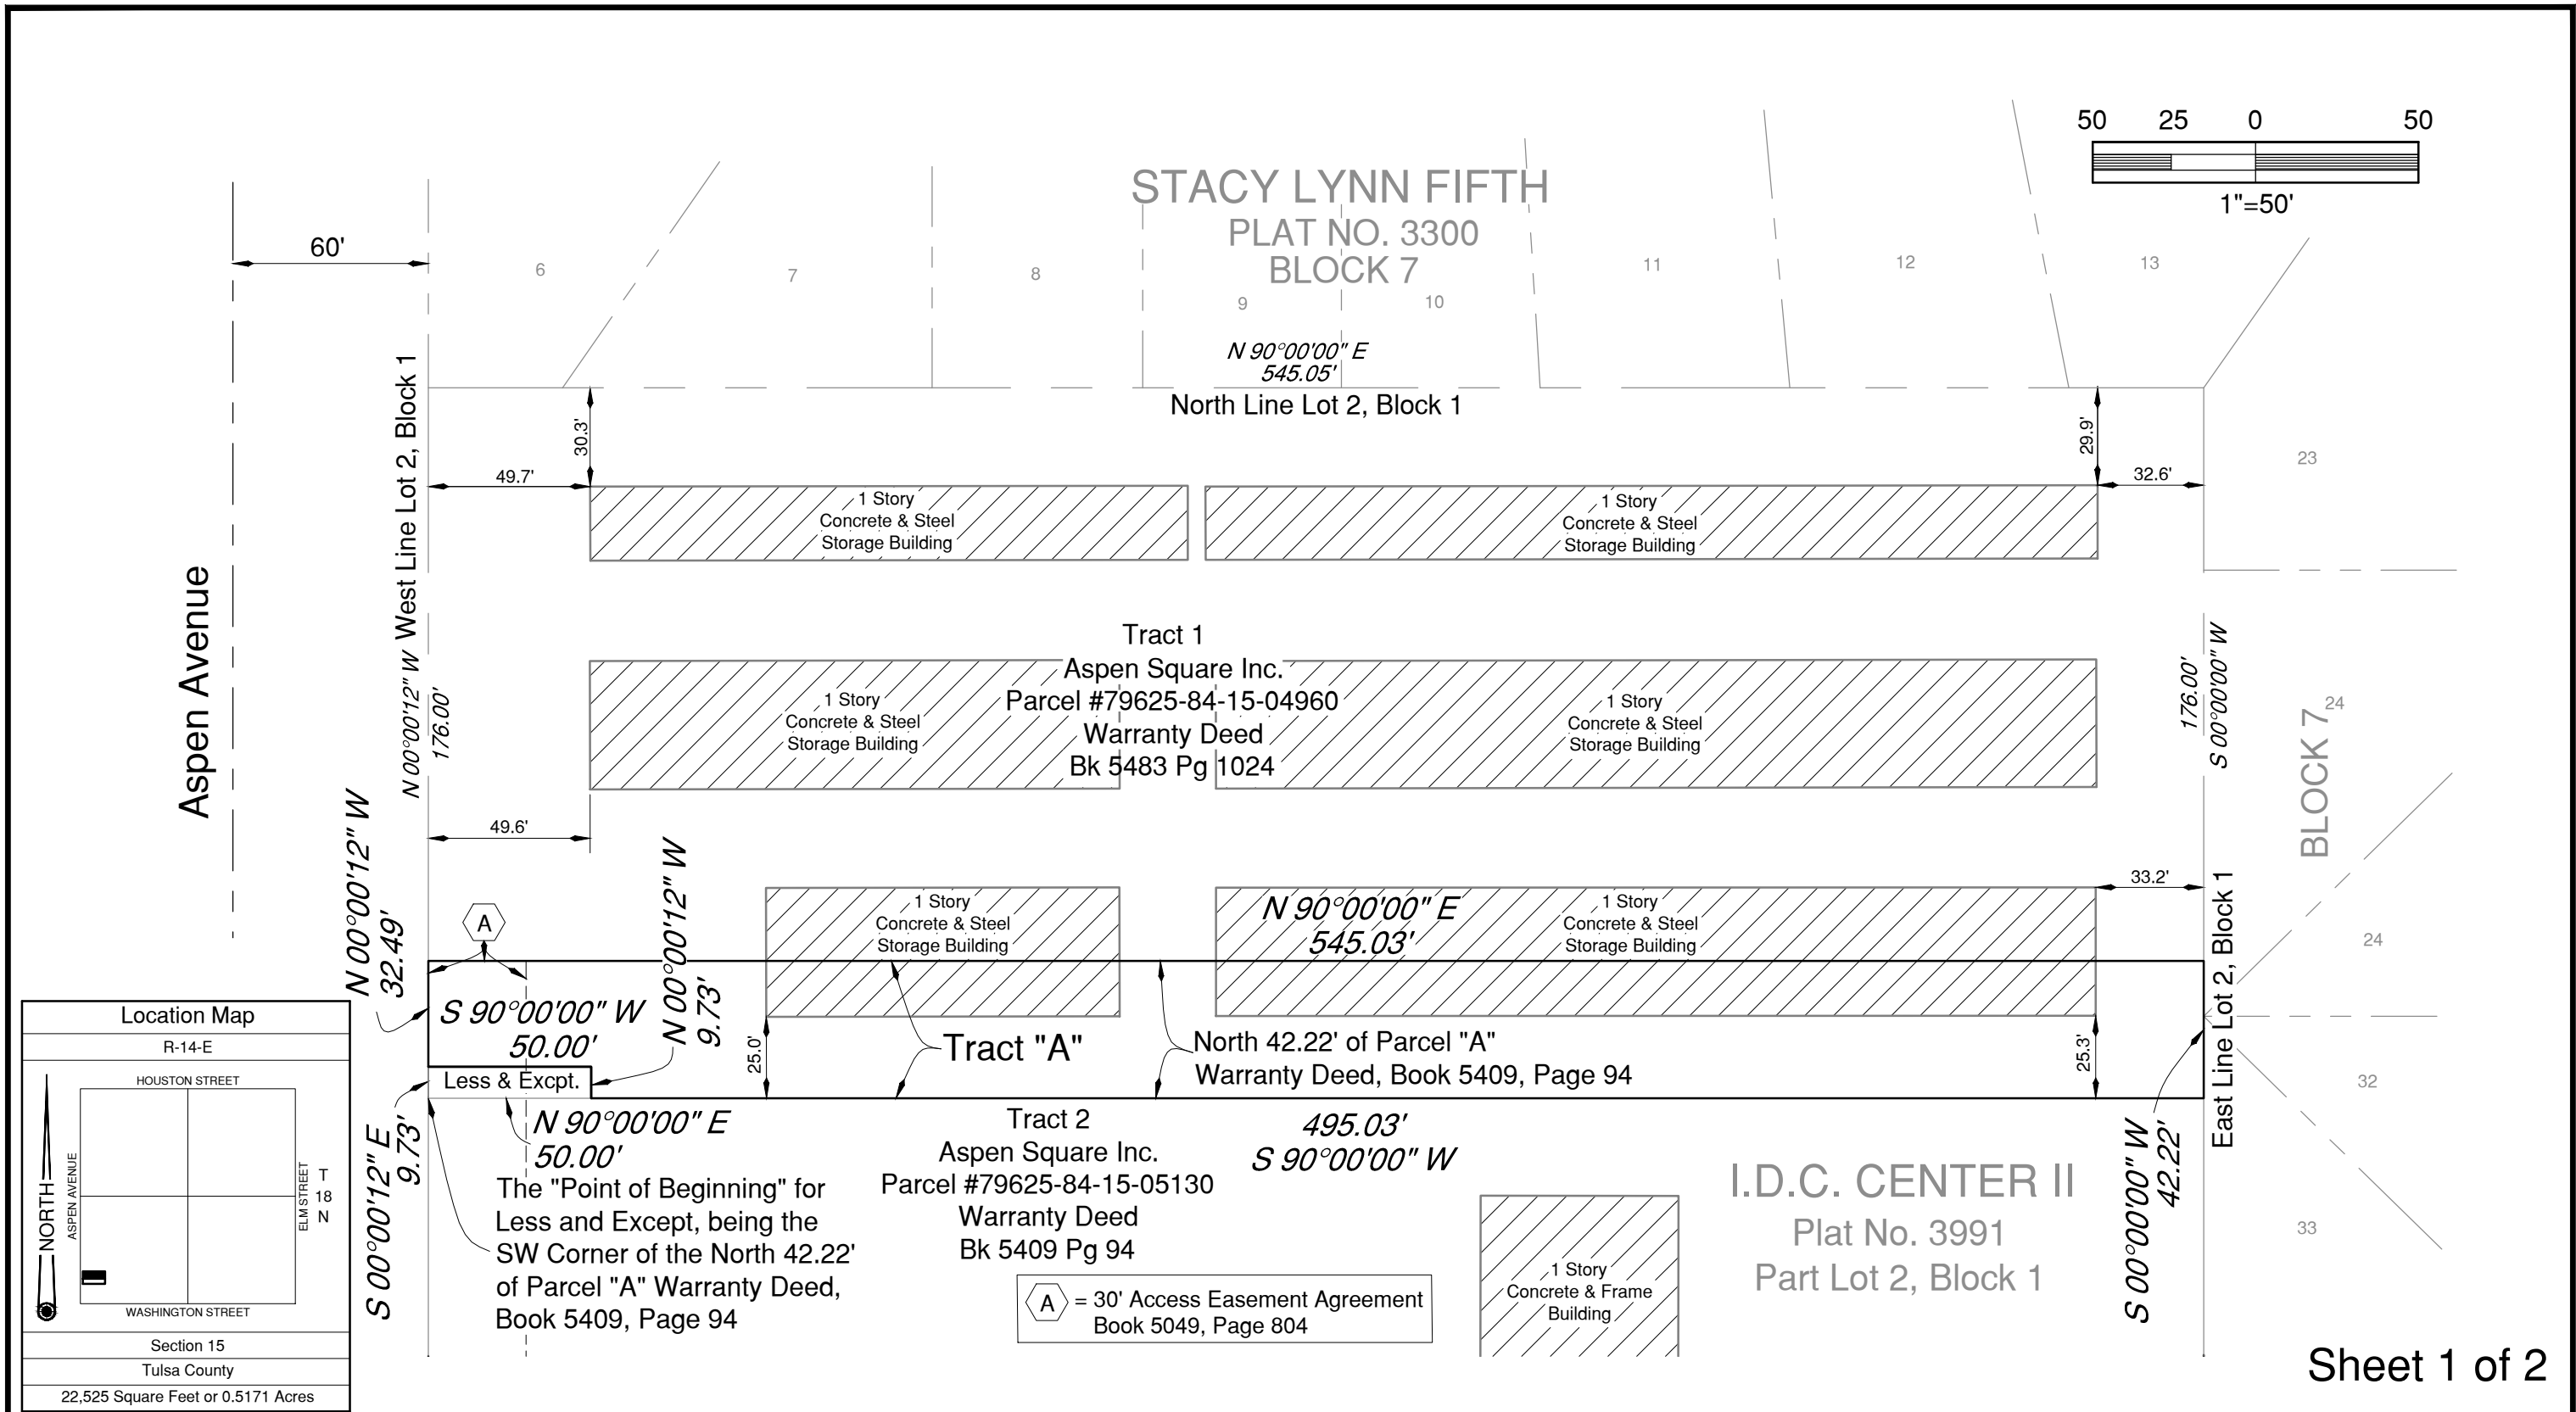 50 25 0 50
1"=50'
STACY LYNN FIFTH
PLAT NO. 3300
BLOCK 7
60'
6
7
8
9
10
11
12
13
N 90°00'00" E
545.05'
North Line Lot 2, Block 1
West Line Lot 2, Block 1
30.3'
49.7'
29.9'
32.6'
23
1 Story
Concrete & Steel
Storage Building
1 Story
Concrete & Steel
Storage Building
Aspen Avenue
N 00°00'12" W
176.00'
Tract 1
Aspen Square Inc.
Parcel #79625-84-15-04960
Warranty Deed
Bk 5483 Pg 1024
1 Story
Concrete & Steel
Storage Building
1 Story
Concrete & Steel
Storage Building
176.00'
S 00°00'00" W
24
BLOCK 7
49.6'
N 00°00'12" W
32.49'
A
N 00°00'12" W
9.73'
1 Story
Concrete & Steel
Storage Building
N 90°00'00" E
545.03'
1 Story
Concrete & Steel
Storage Building
33.2'
East Line Lot 2, Block 1
24
S 90°00'00" W
50.00'
25.0'
Tract "A"
North 42.22' of Parcel "A"
Warranty Deed, Book 5409, Page 94
25.3'
32
Less & Excpt.
S 00°00'12" E
9.73'
N 90°00'00" E
50.00'
The "Point of Beginning" for
Less and Except, being the
SW Corner of the North 42.22'
of Parcel "A" Warranty Deed,
Book 5409, Page 94
Tract 2
Aspen Square Inc.
Parcel #79625-84-15-05130
Warranty Deed
Bk 5409 Pg 94
495.03'
S 90°00'00" W
A = 30' Access Easement Agreement
Book 5049, Page 804
1 Story
Concrete & Frame
Building
I.D.C. CENTER II
Plat No. 3991
Part Lot 2, Block 1
S 00°00'00" W
42.22'
33
Location Map
R-14-E
HOUSTON STREET
NORTH
ASPEN AVENUE
ELM STREET
T
18
N
WASHINGTON STREET
Section 15
Tulsa County
22,525 Square Feet or 0.5171 Acres
Sheet 1 of 2